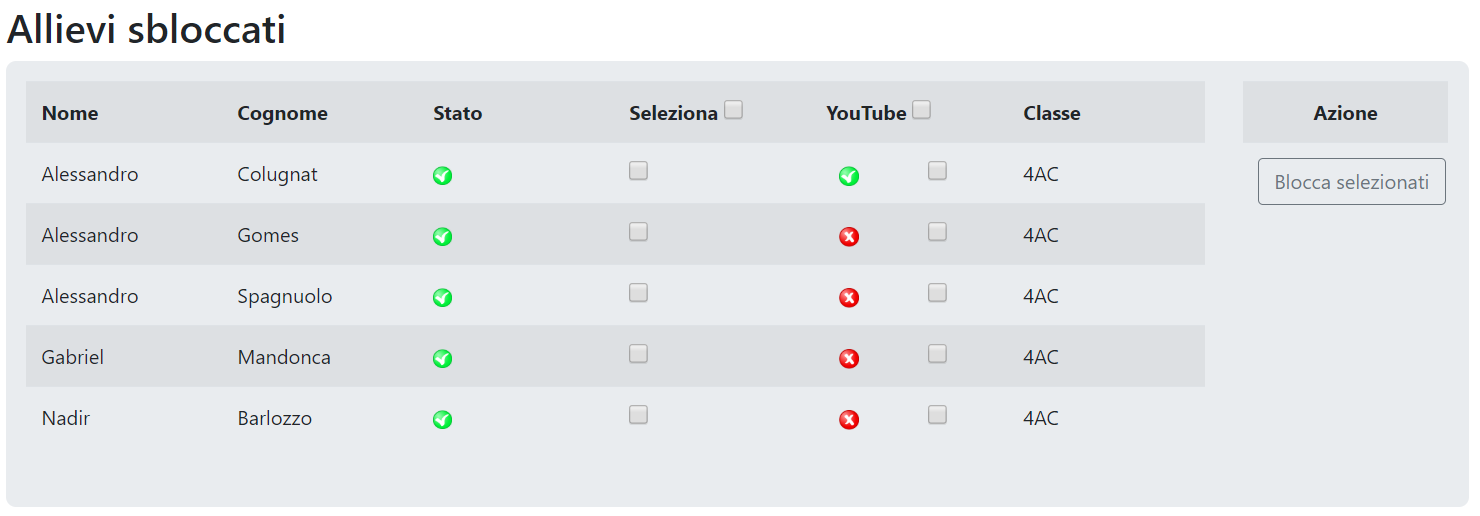 Allievi sbloccati
Nome Cognome Stato Seleziona YouTube Classe Azione
Alessandro Colugnat 4AC Blocca selezionati
Alessandro Gomes 4AC
Alessandro Spagnuolo 4AC
Gabriel Mandonca 4AC
Nadir Barlozzo 4AC